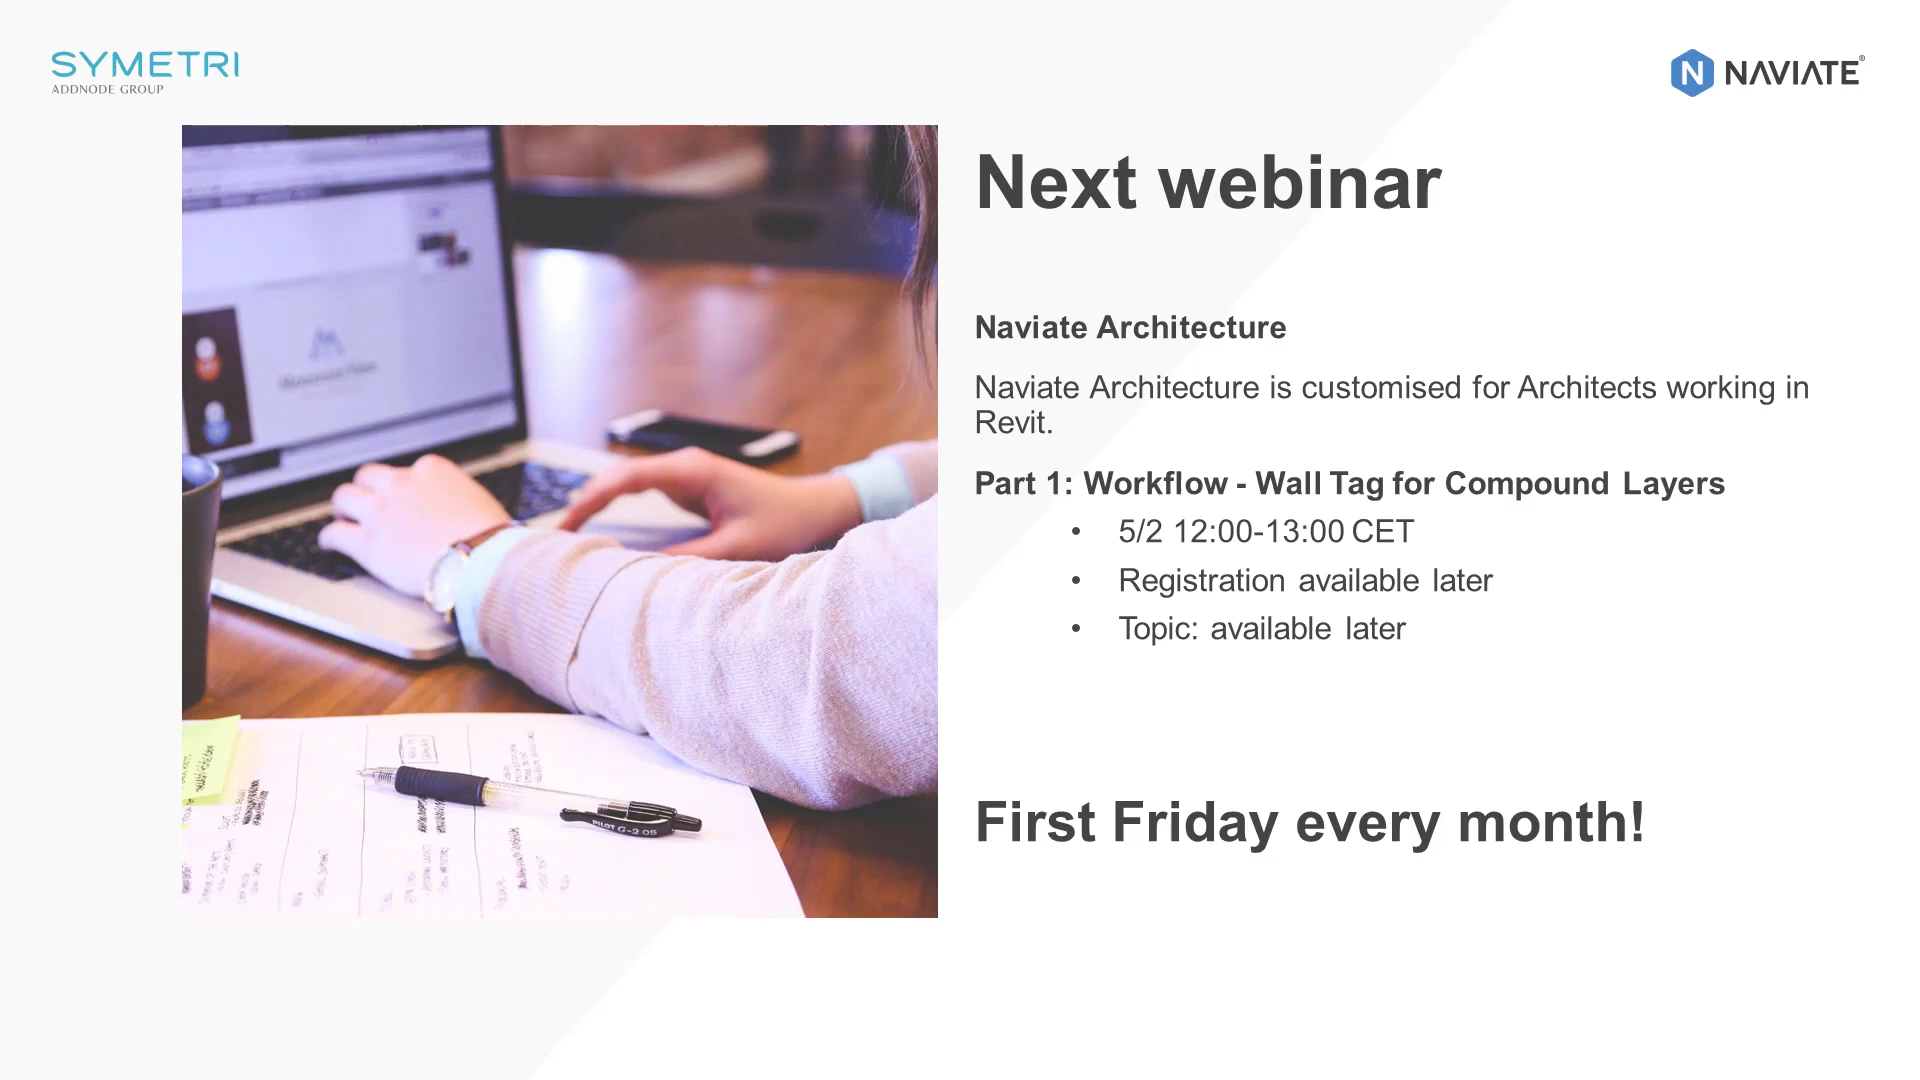 SYMETRI
ADDNODE GROUP
NAVIATE®
Next webinar
Naviate Architecture
Naviate Architecture is customised for Architects working in
Revit.
Part 1: Workflow - Wall Tag for Compound Layers
• 5/2 12:00-13:00 CET
• Registration available later
• Topic: available later
First Friday every month!
PILOT G-2 05